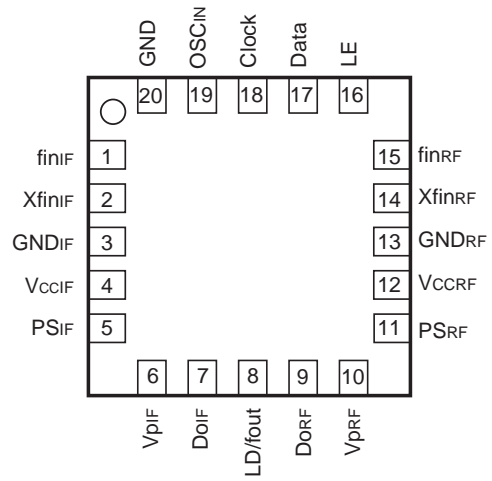 GND OSCIN Clock Data LE
20 19 18 17 16
finIF 1 15 finRF
XfinIF 2 14 XfinRF
GNDIF 3 13 GNDRF
VCCIF 4 12 VCCRF
PSIF 5 11 PSRF
6 7 8 9 10
VpIF DoIF LD/fout DoRF VpRF